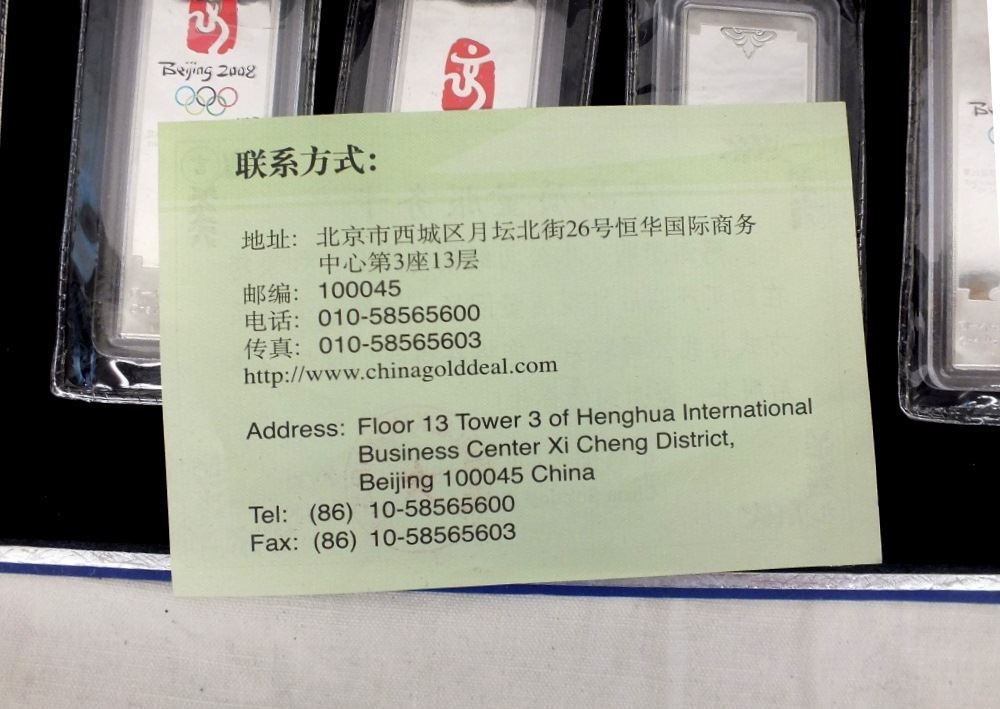 Beijing 2008
联系方式：
地址： 北京市西城区月坛北街26号恒华国际商务
中心第3座13层
邮编： 100045
电话： 010-58565600
传真： 010-58565603
http://www.chinagolddeal.com
Address: Floor 13 Tower 3 of Henghua International
Business Center Xi Cheng District,
Beijing 100045 China
Tel: (86) 10-58565600
Fax: (86) 10-58565603